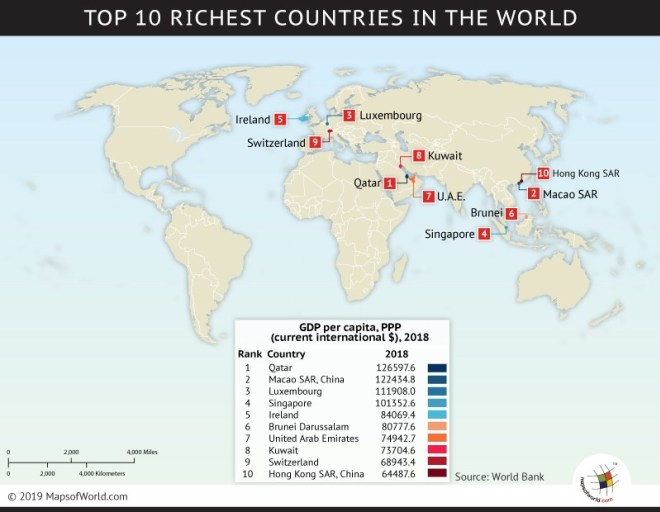 TOP 10 RICHEST COUNTRIES IN THE WORLD
Ireland 5
3 Luxembourg
Switzerland 9
8 Kuwait
Qatar 1
7 U.A.E.
10 Hong Kong SAR
2 Macao SAR
Brunei 6
Singapore 4
GDP per capita, PPP
(current international $), 2018
Rank Country 2018
1 Qatar 126597.6
2 Macao SAR, China 122434.8
3 Luxembourg 111908.0
4 Singapore 101352.6
5 Ireland 84069.4
6 Brunei Darussalam 80777.6
7 United Arab Emirates 74942.7
8 Kuwait 73704.6
9 Switzerland 68943.4
10 Hong Kong SAR, China 64487.6
0 2,000 4,000 Miles
0 2,000 4,000 Kilometers
Source: World Bank
© 2019 MapsofWorld.com
mapsofworld.com